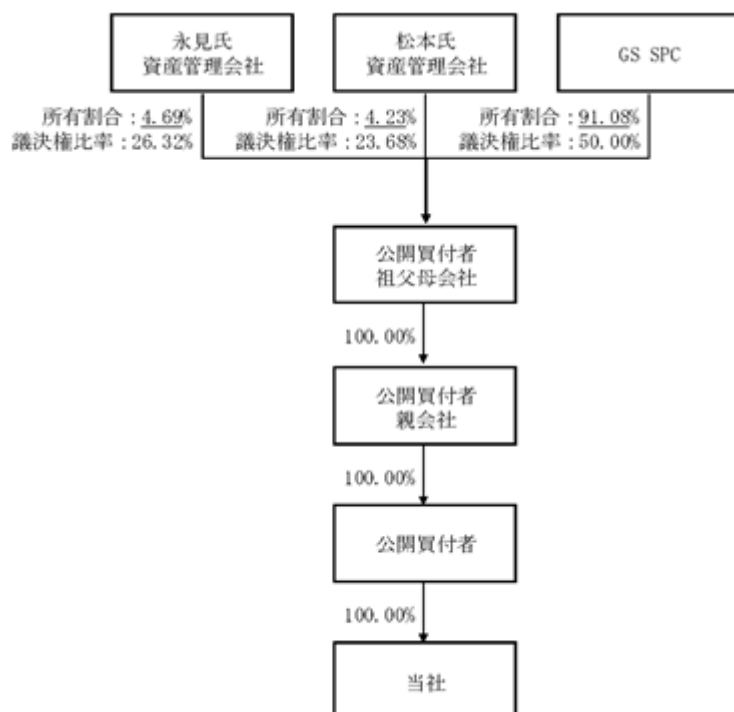 永見氏
資産管理会社
松本氏
資産管理会社
GS SPC
所有割合：4.69%
議決権比率：26.32%
所有割合：4.23%
議決権比率：23.68%
所有割合：91.08%
議決権比率：50.00%
公開買付者
祖父母会社
100.00%
公開買付者
親会社
100.00%
公開買付者
100.00%
当社